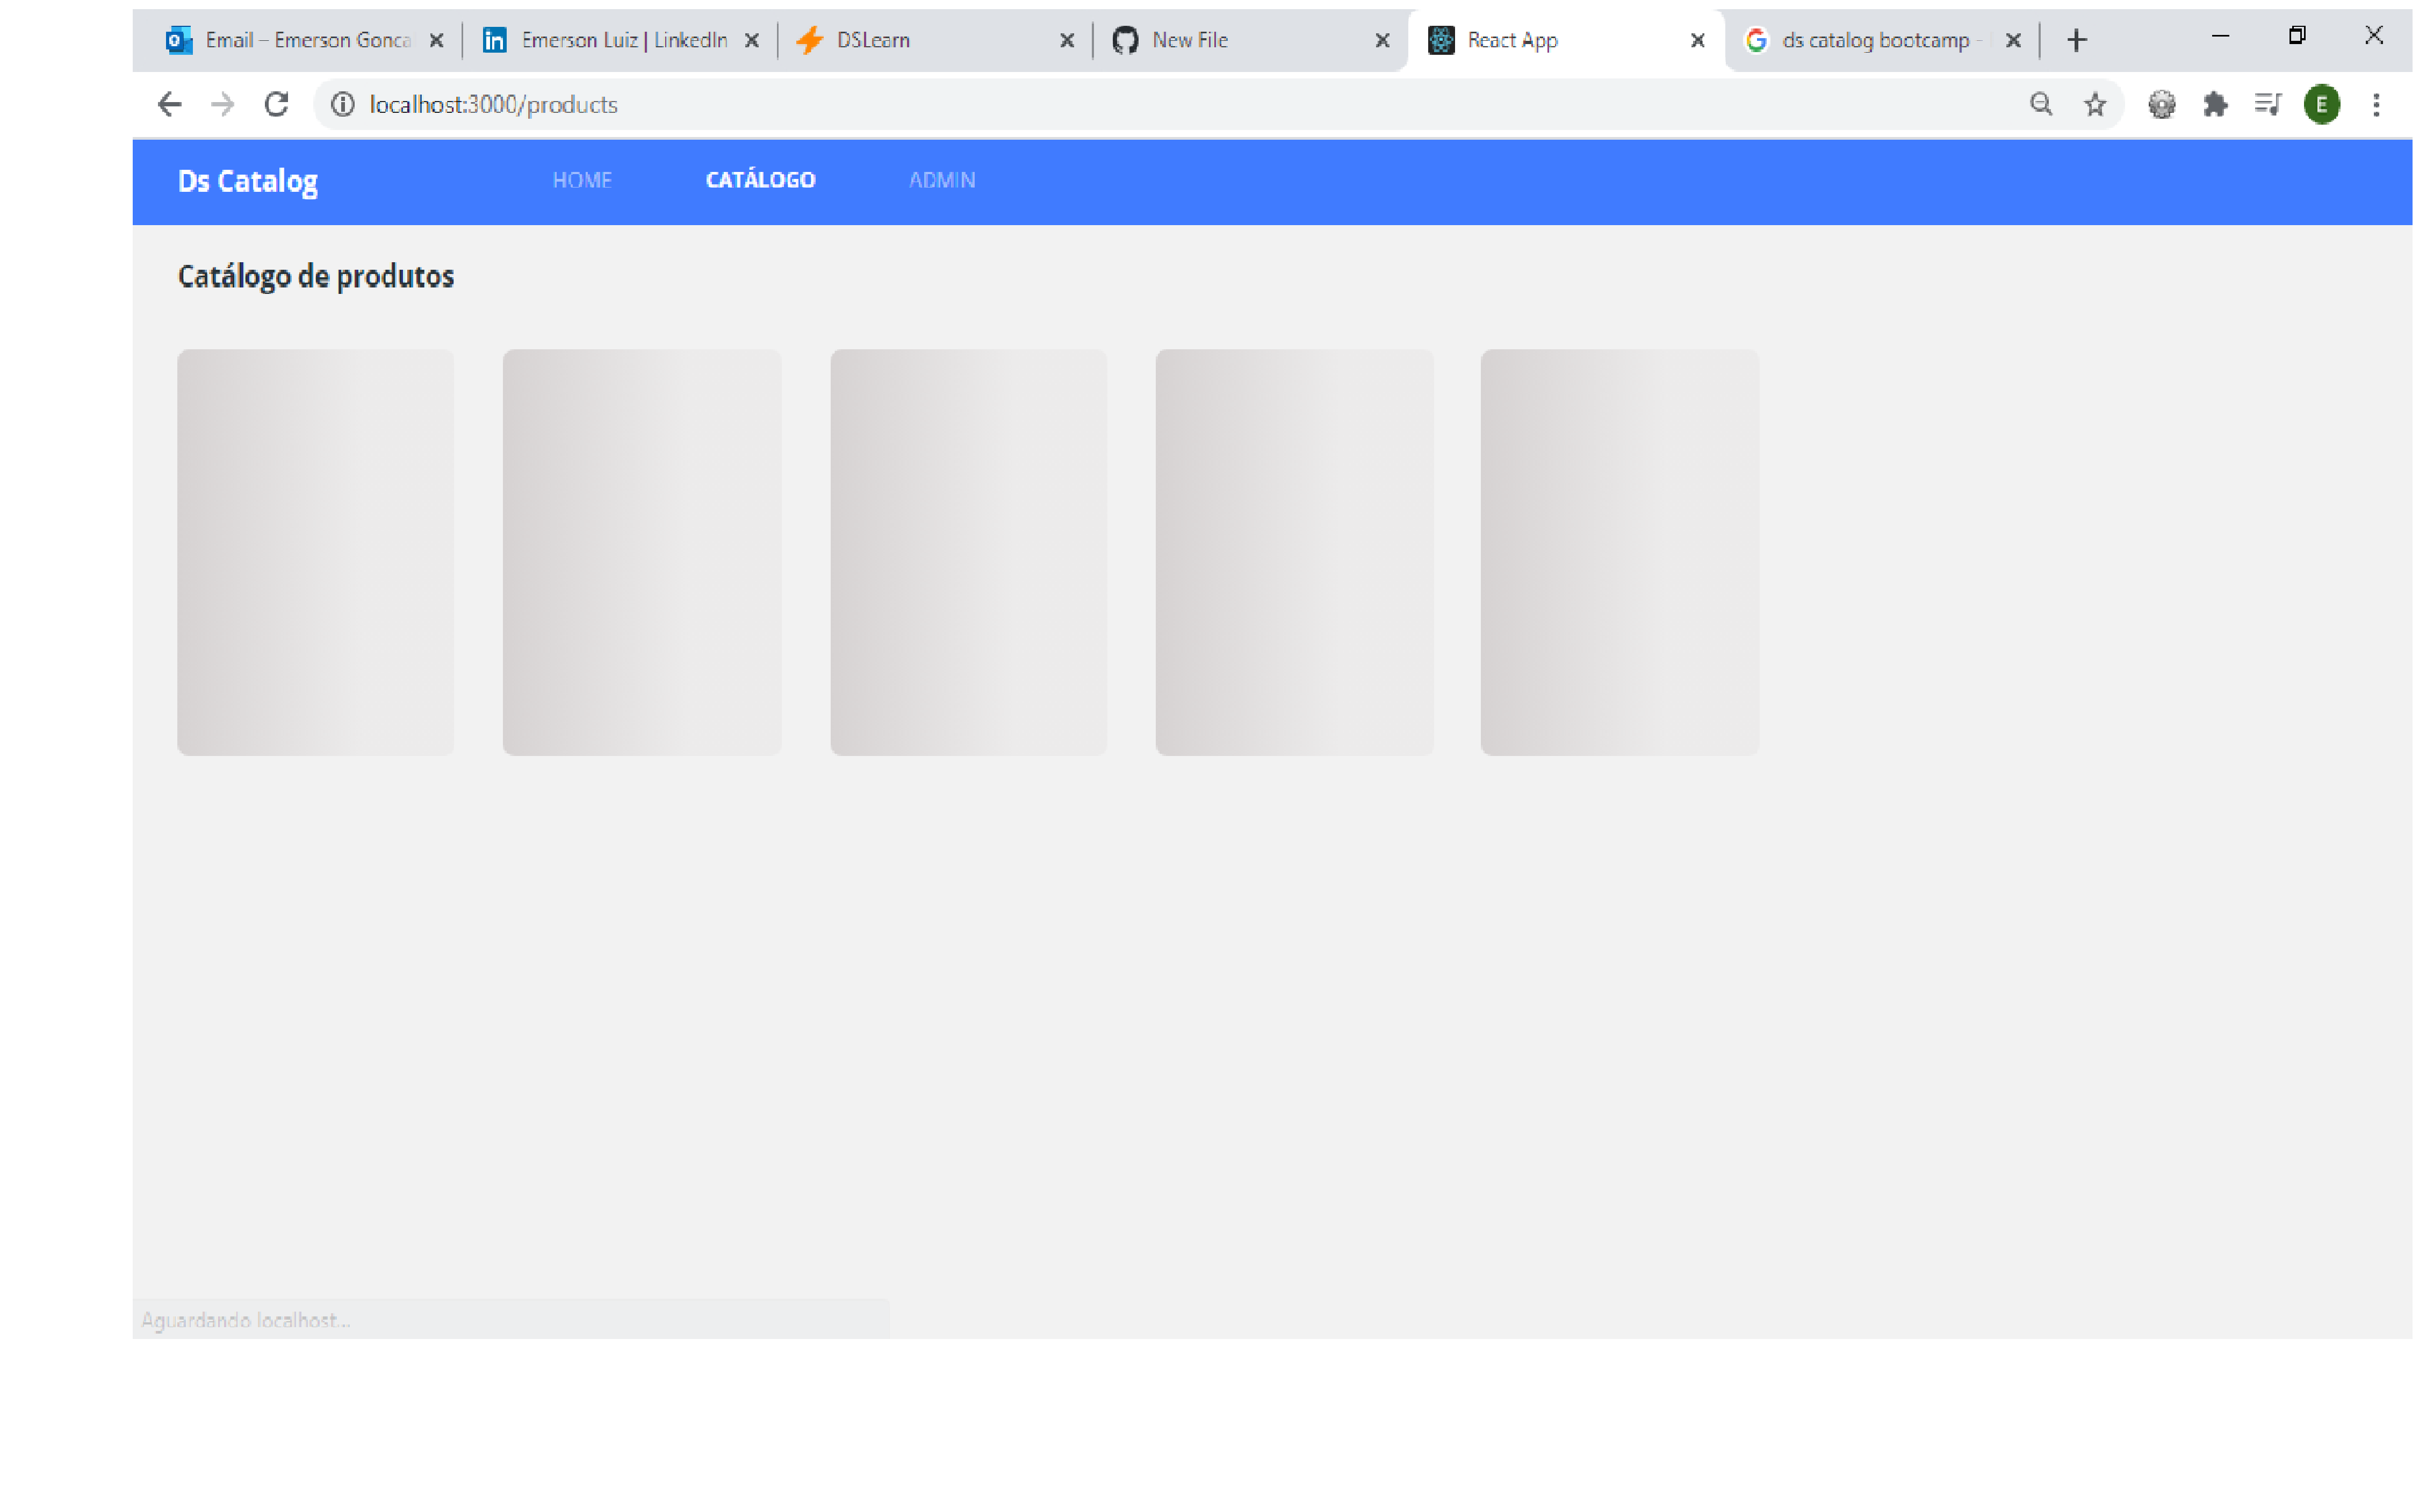 Email – Emerson Gonca
Emerson Luiz | LinkedIn
DSLearn
New File
React App
ds catalog bootcamp -
localhost:3000/products
E
Ds Catalog
HOME
CATÁLOGO
ADMIN
Catálogo de produtos
Aguardando localhost...